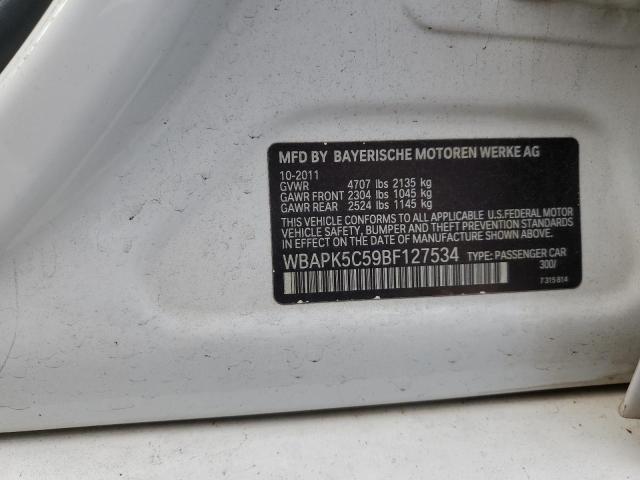 MFD BY BAYERISCHE MOTOREN WERKE AG
10-2011
GVWR 4707 lbs 2135 kg
GAWR FRONT 2304 lbs 1045 kg
GAWR REAR 2524 lbs 1145 kg
THIS VEHICLE CONFORMS TO ALL APPLICABLE U.S.FEDERAL MOTOR
VEHICLE SAFETY, BUMPER, AND THEFT PREVENTION STANDARDS IN
EFFECT ON THE DATE OF MANUFACTURE SHOWN ABOVE.
WBAPK5C59BF127534 TYPE: PASSENGER CAR
300/
7315814